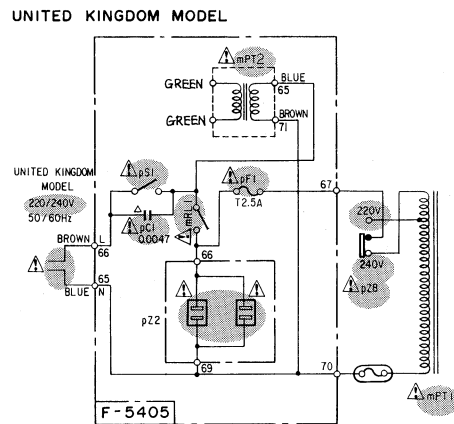 UNITED KINGDOM MODEL
mPT2
GREEN
BLUE
65
BROWN
71
GREEN
UNITED KINGDOM
MODEL
220/240V
50/60Hz
pS1
pF1
T2.5A
67
pC1
0.0047
mRL1
220V
240V
pZ8
BROWN
L
66
66
65
BLUE
N
pZ2
69
70
mPT1
F-5405